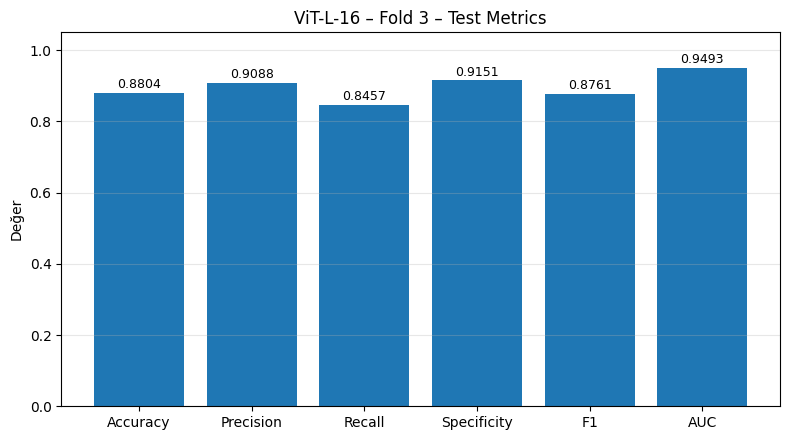 ViT-L-16 – Fold 3 – Test Metrics
Değer
1.0
0.8
0.6
0.4
0.2
0.0
0.8804
0.9088
0.8457
0.9151
0.8761
0.9493
Accuracy
Precision
Recall
Specificity
F1
AUC